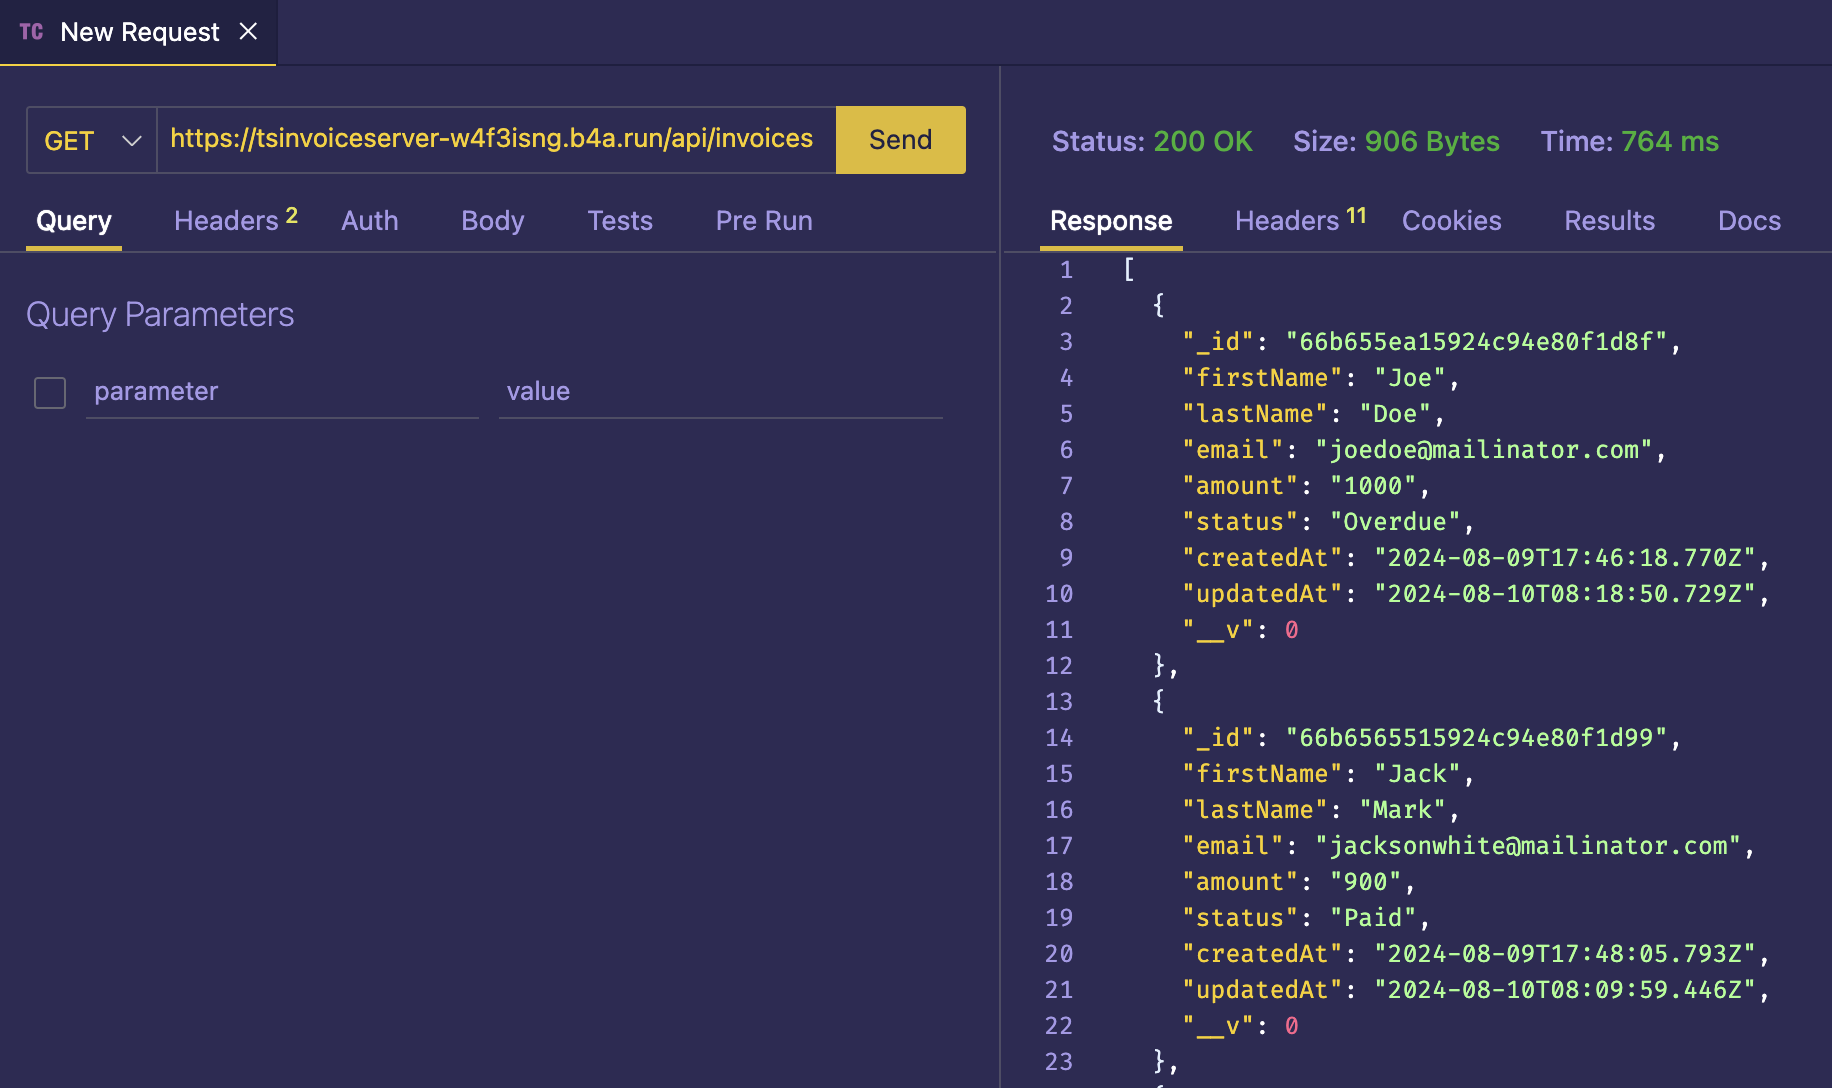 TC New Request
GET https://tsinvoiceserver-w4f3isng.b4a.run/api/invoices Send
Query Headers 2 Auth Body Tests Pre Run
Query Parameters
parameter value
Status: 200 OK Size: 906 Bytes Time: 764 ms
Response Headers 11 Cookies Results Docs
1 [
2 {
3 "_id": "66b655ea15924c94e80f1d8f",
4 "firstName": "Joe",
5 "lastName": "Doe",
6 "email": "joedoe@mailinator.com",
7 "amount": "1000",
8 "status": "Overdue",
9 "createdAt": "2024-08-09T17:46:18.770Z",
10 "updatedAt": "2024-08-10T08:18:50.729Z",
11 "__v": 0
12 },
13 {
14 "_id": "66b6565515924c94e80f1d99",
15 "firstName": "Jack",
16 "lastName": "Mark",
17 "email": "jacksonwhite@mailinator.com",
18 "amount": "900",
19 "status": "Paid",
20 "createdAt": "2024-08-09T17:48:05.793Z",
21 "updatedAt": "2024-08-10T08:09:59.446Z",
22 "__v": 0
23 },